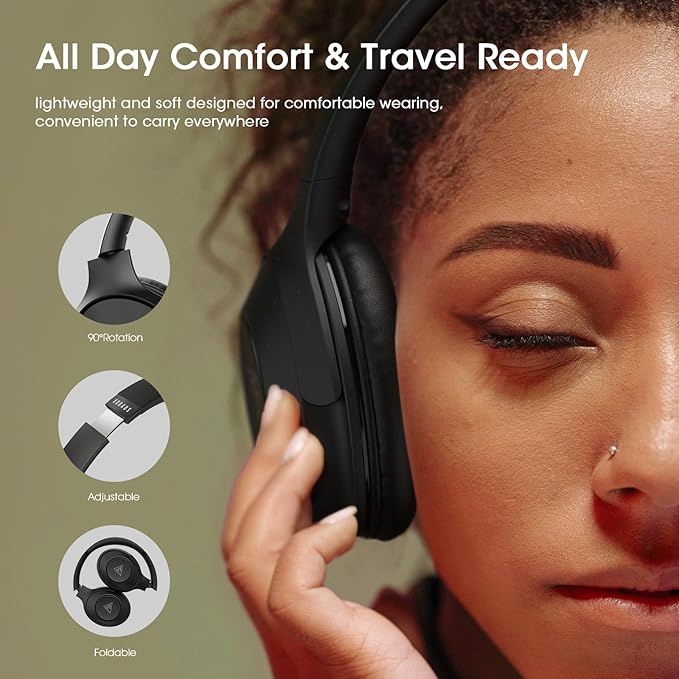 All Day Comfort & Travel Ready
lightweight and soft designed for comfortable wearing,
convenient to carry everywhere
90°Rotation
Adjustable
Foldable